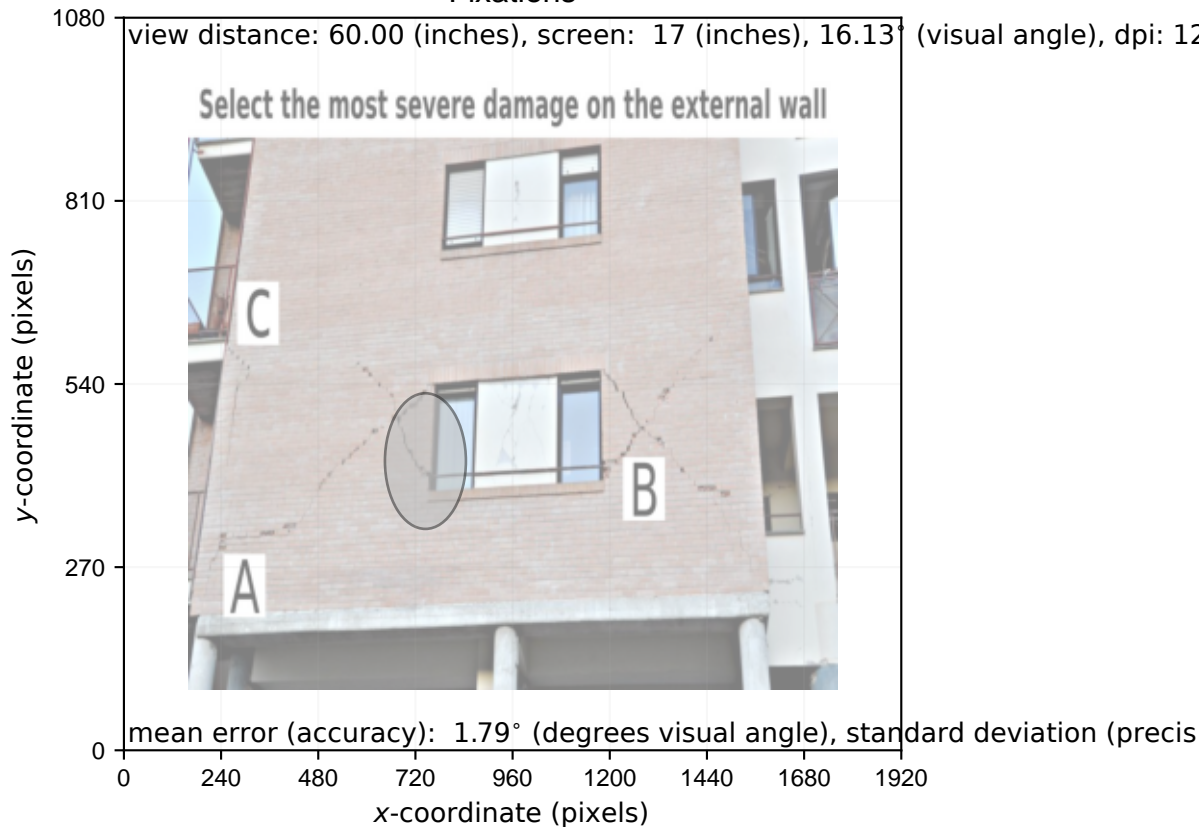 1080
view distance: 60.00 (inches), screen:  17 (inches), 16.13° (visual angle), dpi: 12
Select the most severe damage on the external wall
810
C
540
B
270
A
mean error (accuracy):  1.79° (degrees visual angle), standard deviation (precis
0
0 240 480 720 960 1200 1440 1680 1920
x-coordinate (pixels)
y-coordinate (pixels)